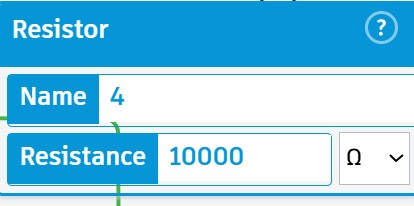 Resistor
?
Name 4
Resistance 10000 Ω